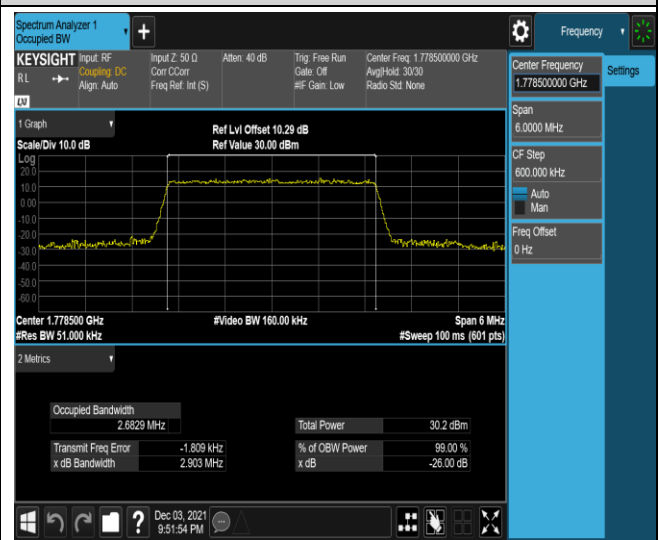 Spectrum Analyzer 1
Occupied BW
Frequency
KEYSIGHT
RL
LXI
Input: RF
Coupling: DC
Align: Auto
Input Z: 50 Ω
Corr CCorr
Freq Ref: Int (S)
Atten: 40 dB
Trig: Free Run
Gate: Off
#IF Gain: Low
Center Freq: 1.778500000 GHz
Avg|Hold: 30/30
Radio Std: None
Center Frequency
1.778500000 GHz
Settings
Span
6.0000 MHz
CF Step
600.000 kHz
Auto
Man
Freq Offset
0 Hz
1 Graph
Scale/Div 10.0 dB
Ref Lvl Offset 10.29 dB
Ref Value 30.00 dBm
Log
20.0
10.0
0.00
-10.0
-20.0
-30.0
-40.0
-50.0
-60.0
Center 1.778500 GHz
#Video BW 160.00 kHz
Span 6 MHz
#Res BW 51.000 kHz
#Sweep 100 ms (601 pts)
2 Metrics
Occupied Bandwidth
2.6829 MHz
Total Power 30.2 dBm
Transmit Freq Error -1.809 kHz
% of OBW Power 99.00 %
x dB Bandwidth 2.903 MHz
x dB -26.00 dB
?
Dec 03, 2021
9:51:54 PM